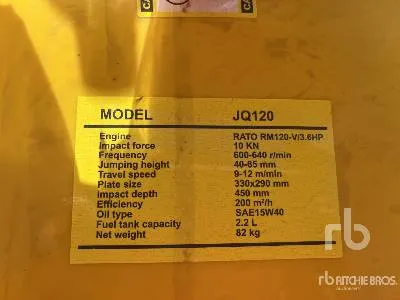 MODEL JQ120
Engine RATO RM120-V/3.6HP
Impact force 10 KN
Frequency 600-640 r/min
Jumping height 40-65 mm
Travel speed 9-12 m/min
Plate size 330x290 mm
Impact depth 450 mm
Efficiency 200 m²/h
Oil type SAE15W40
Fuel tank capacity 2.2 L
Net weight 82 kg
rb
rb RITCHIE BROS.
Auctioneers